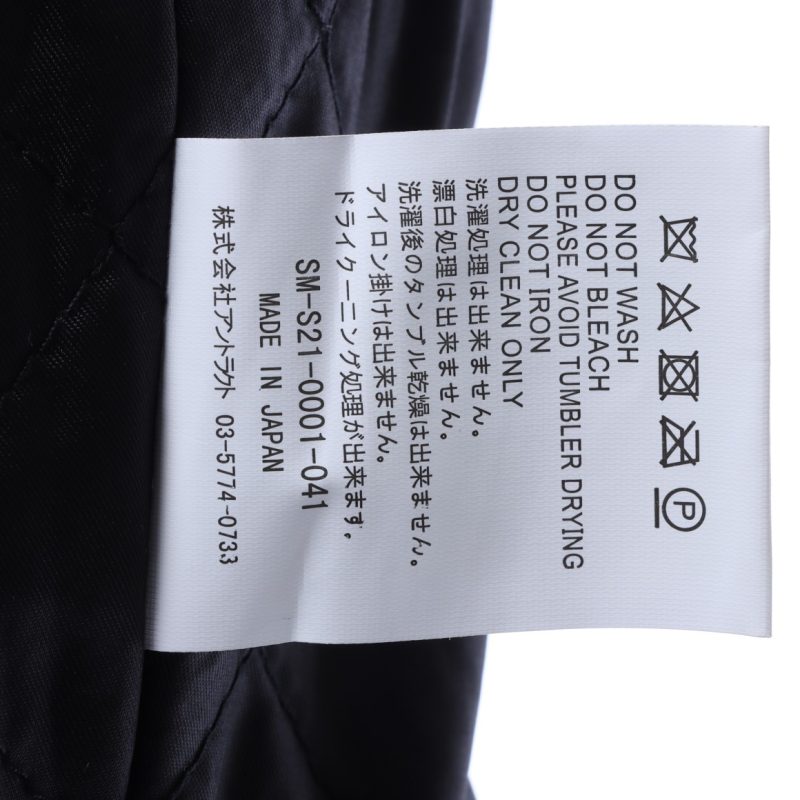 DO NOT WASH
DO NOT BLEACH
PLEASE AVOID TUMBLER DRYING
DO NOT IRON
DRY CLEAN ONLY
洗濯処理は出来ません。
漂白処理は出来ません。
洗濯後のタンブル乾燥は出来ません。
アイロン掛けは出来ません。
ドライクーニング処理が出来ます。
SM-S21-0001-041
MADE IN JAPAN
株式会社アントラクト 03-5774-0733